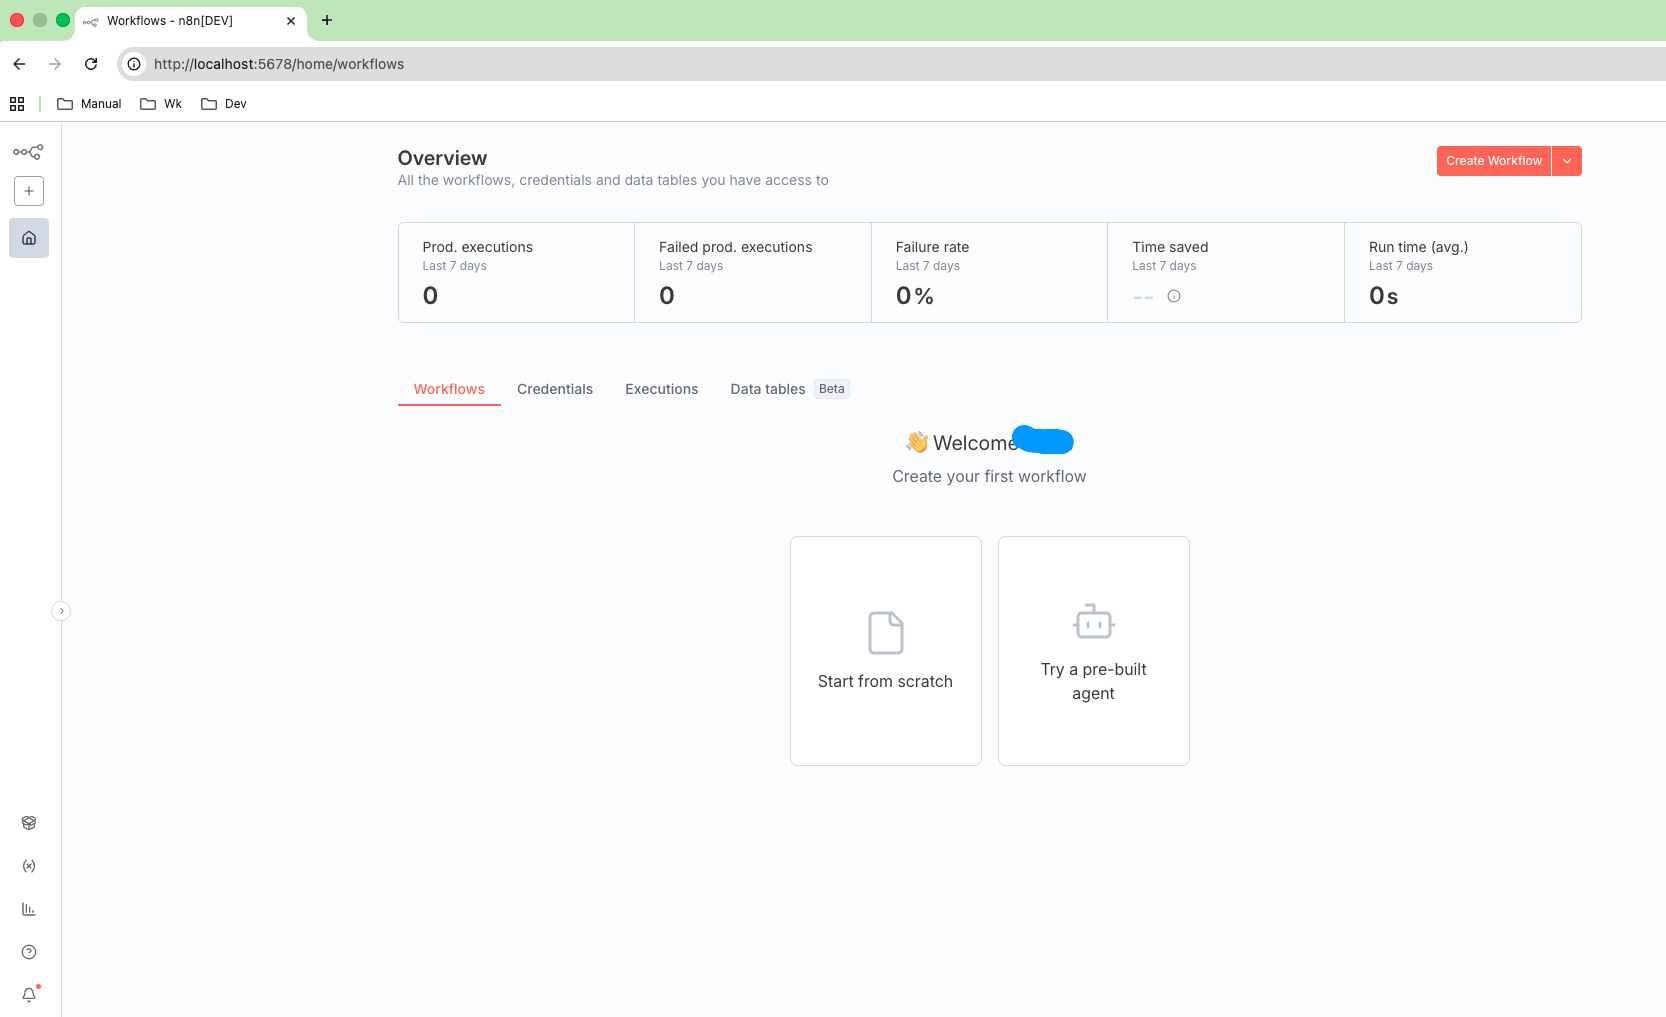 Workflows - n8n[DEV]
http://localhost:5678/home/workflows
Manual Wk Dev
Overview
Create Workflow
All the workflows, credentials and data tables you have access to
Prod. executions Failed prod. executions Failure rate Time saved Run time (avg.)
Last 7 days Last 7 days Last 7 days Last 7 days Last 7 days
0 0 0% -- 0s
Workflows Credentials Executions Data tables Beta
👋 Welcome
Create your first workflow
Start from scratch
Try a pre-built
agent